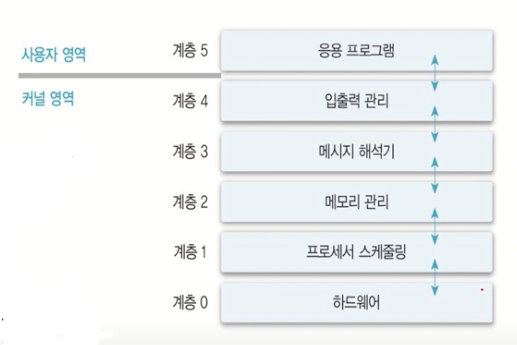 사용자 영역
커널 영역
계층 5 응용 프로그램
계층 4 입출력 관리
계층 3 메시지 해석기
계층 2 메모리 관리
계층 1 프로세서 스케줄링
계층 0 하드웨어